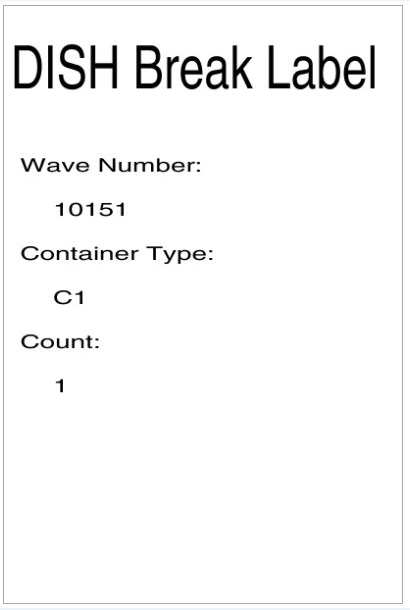 DISH Break Label
Wave Number:
10151
Container Type:
C1
Count:
1